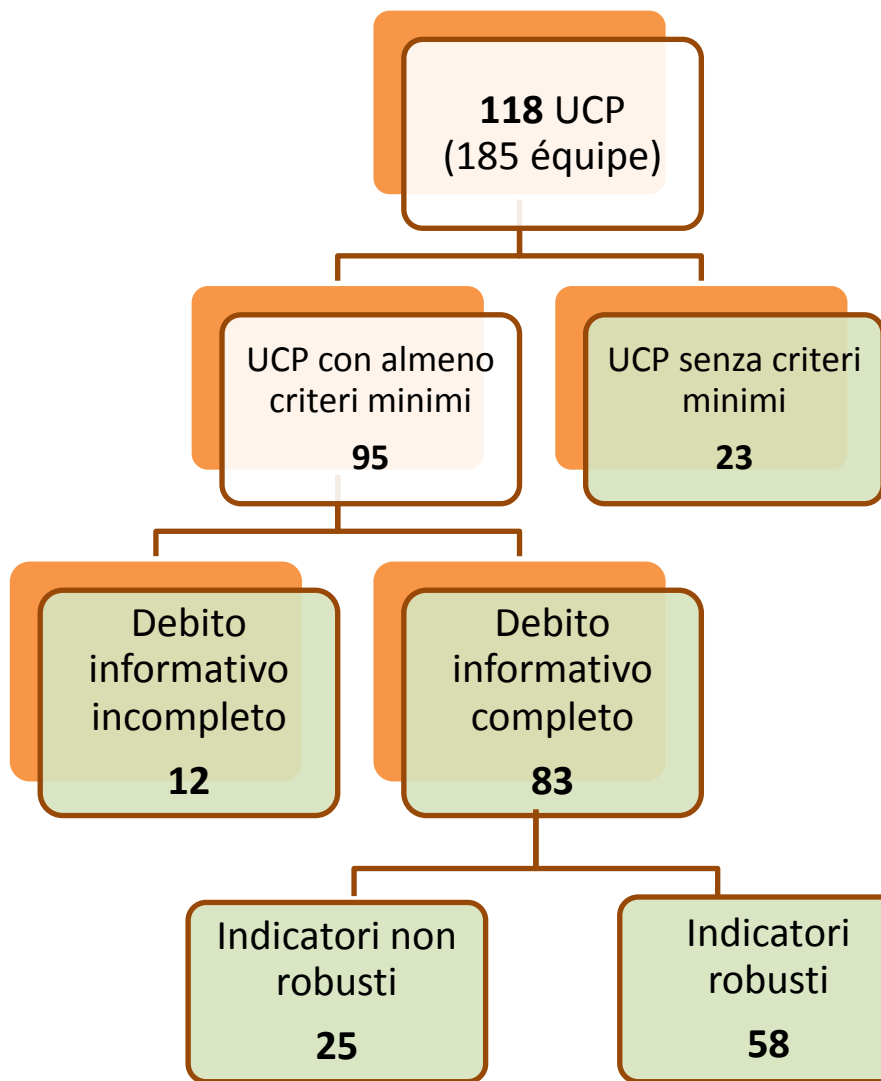 118 UCP
(185 équipe)
UCP con almeno
criteri minimi
95
UCP senza criteri
minimi
23
Debito
informativo
incompleto
12
Debito
informativo
completo
83
Indicatori non
robusti
25
Indicatori
robusti
58